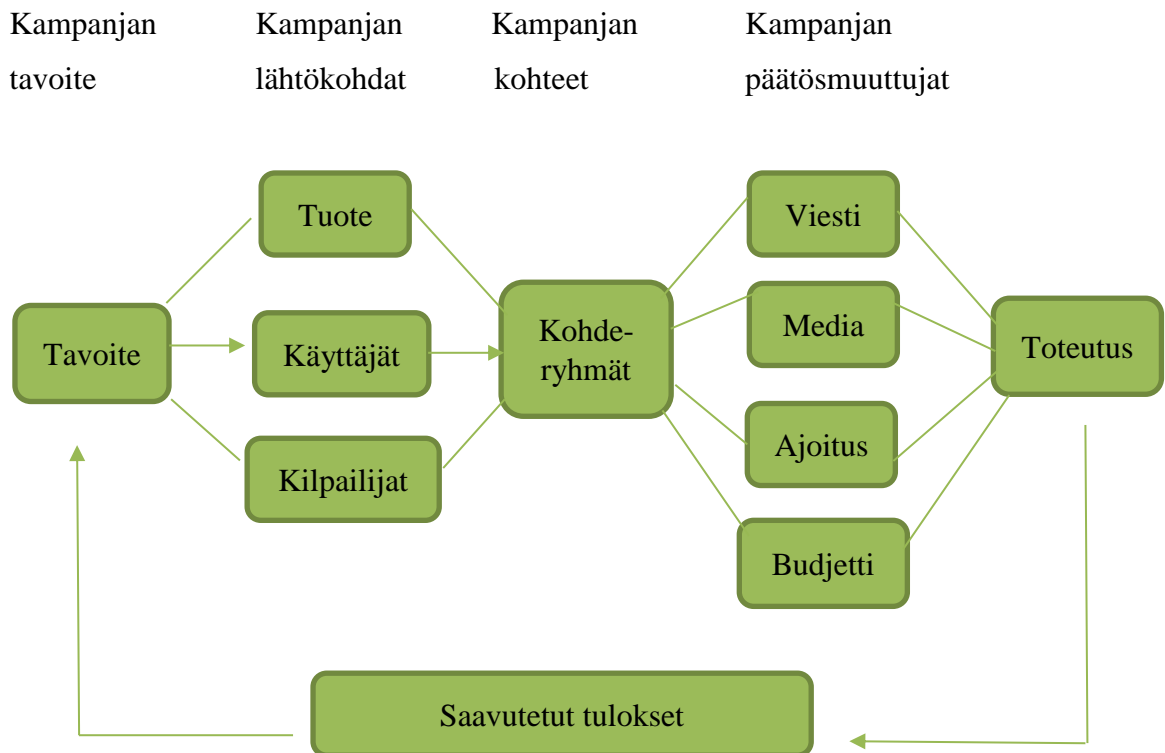 Kampanjan tavoite
Kampanjan lähtökohdat
Kampanjan kohteet
Kampanjan päätösmuuttujat
Tavoite
Tuote
Käyttäjät
Kilpailijat
Kohde-
ryhmät
Viesti
Media
Ajoitus
Budjetti
Toteutus
Saavutetut tulokset